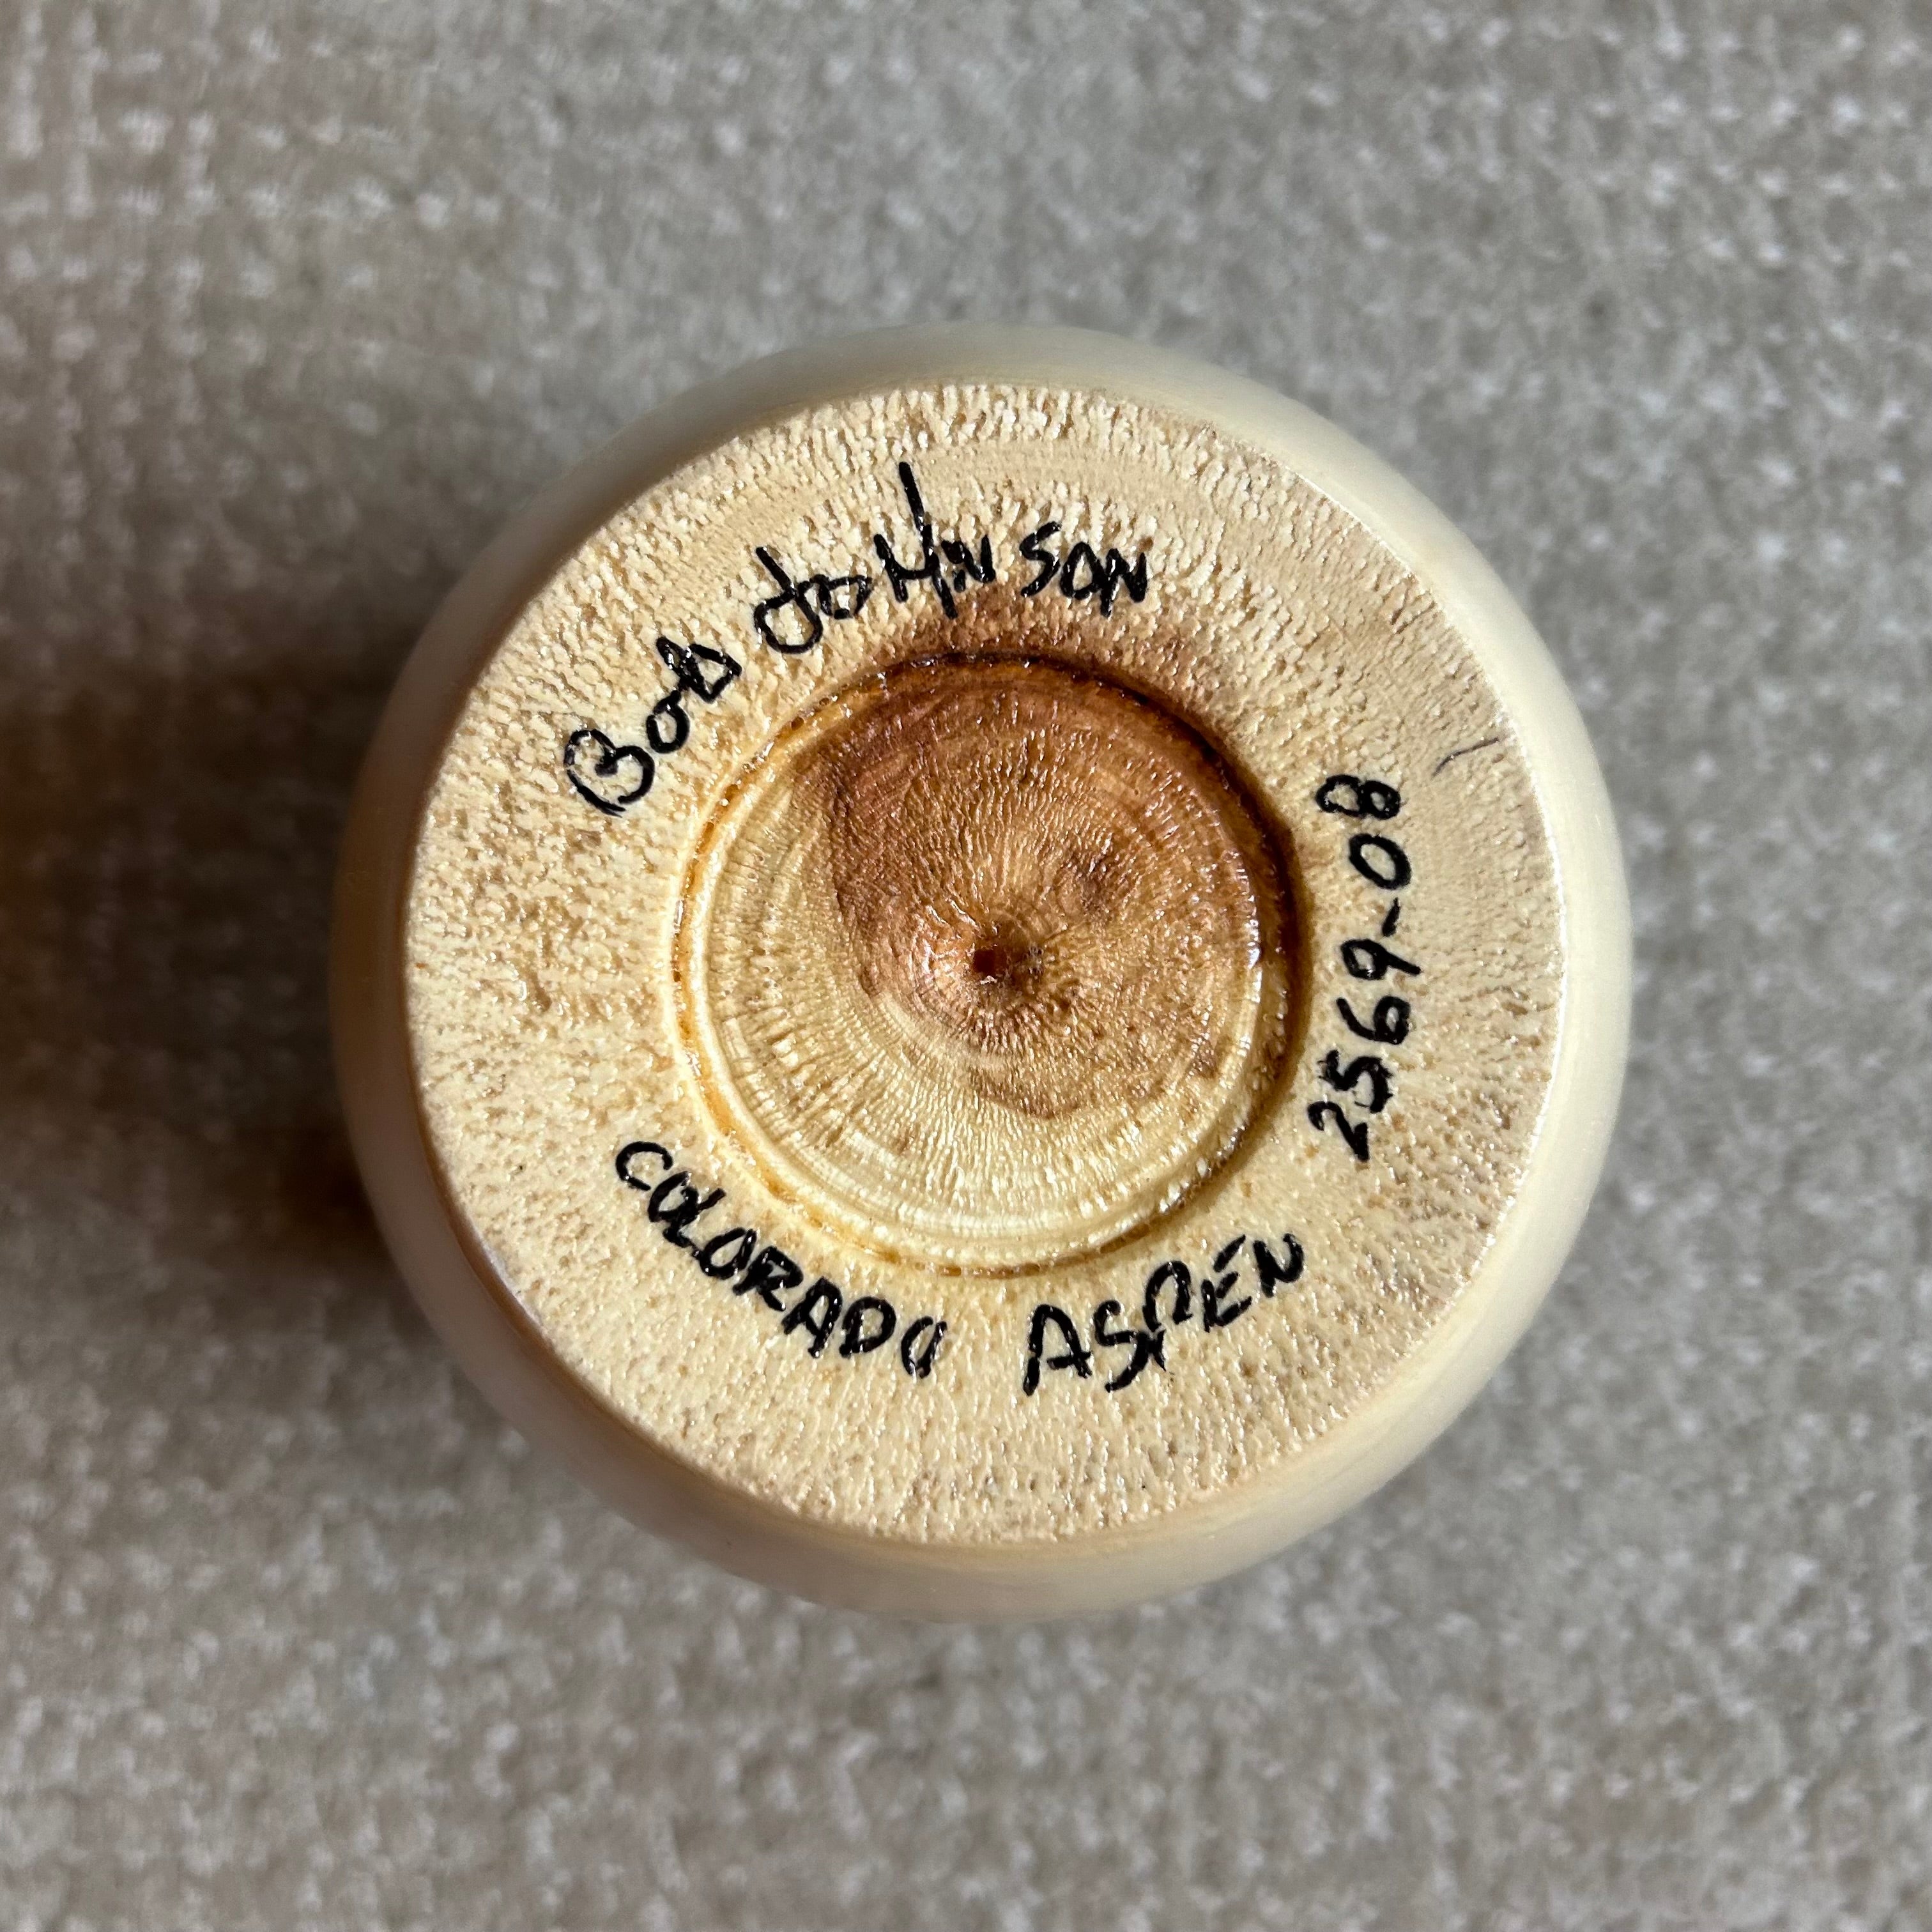 Bob Johnson
COLORADO ASPEN
2569-08